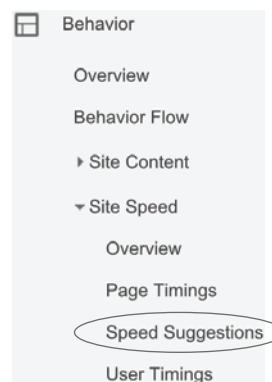 Behavior
Overview
Behavior Flow
Site Content
Site Speed
Overview
Page Timings
Speed Suggestions
User Timings